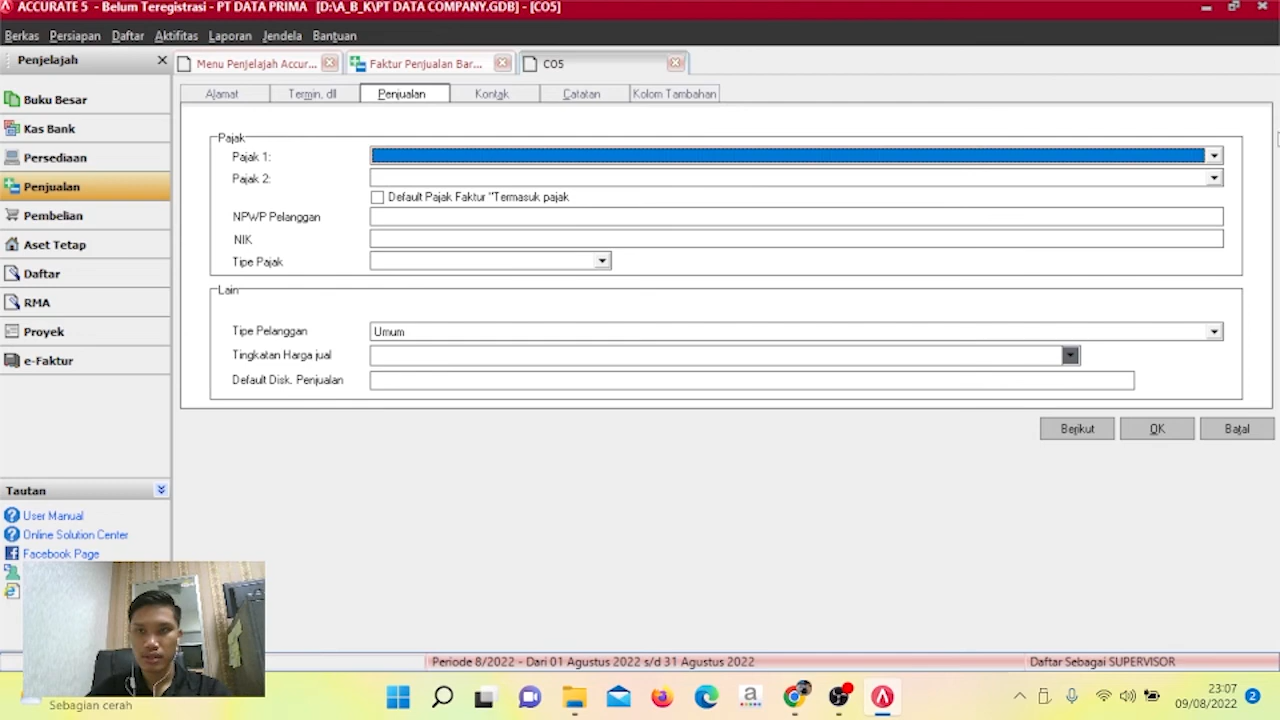 ACCURATE 5 - Belum Teregistrasi - PT DATA PRIMA [D:\A_B_K\PT DATA COMPANY.GDB] - [CO5]
Berkas Persiapan Daftar Aktifitas Laporan Jendela Bantuan
Penjelajah
Menu Penjelajah Accur...
Faktur Penjualan Bar...
CO5
Alamat
Termin, dll
Penjualan
Kontak
Catatan
Kolom Tambahan
Buku Besar
Kas Bank
Persediaan
Penjualan
Pembelian
Aset Tetap
Daftar
RMA
Proyek
e-Faktur
Pajak
Pajak 1:
Pajak 2:
Default Pajak Faktur "Termasuk pajak
NPWP Pelanggan
NIK
Tipe Pajak
Lain
Tipe Pelanggan
Umum
Tingkatan Harga jual
Default Disk. Penjualan
Berikut
OK
Batal
Tautan
User Manual
Online Solution Center
Facebook Page
Periode 8/2022 - Dari 01 Agustus 2022 s/d 31 Agustus 2022
Daftar Sebagai SUPERVISOR
Sebagian cerah
23:07
09/08/2022
2